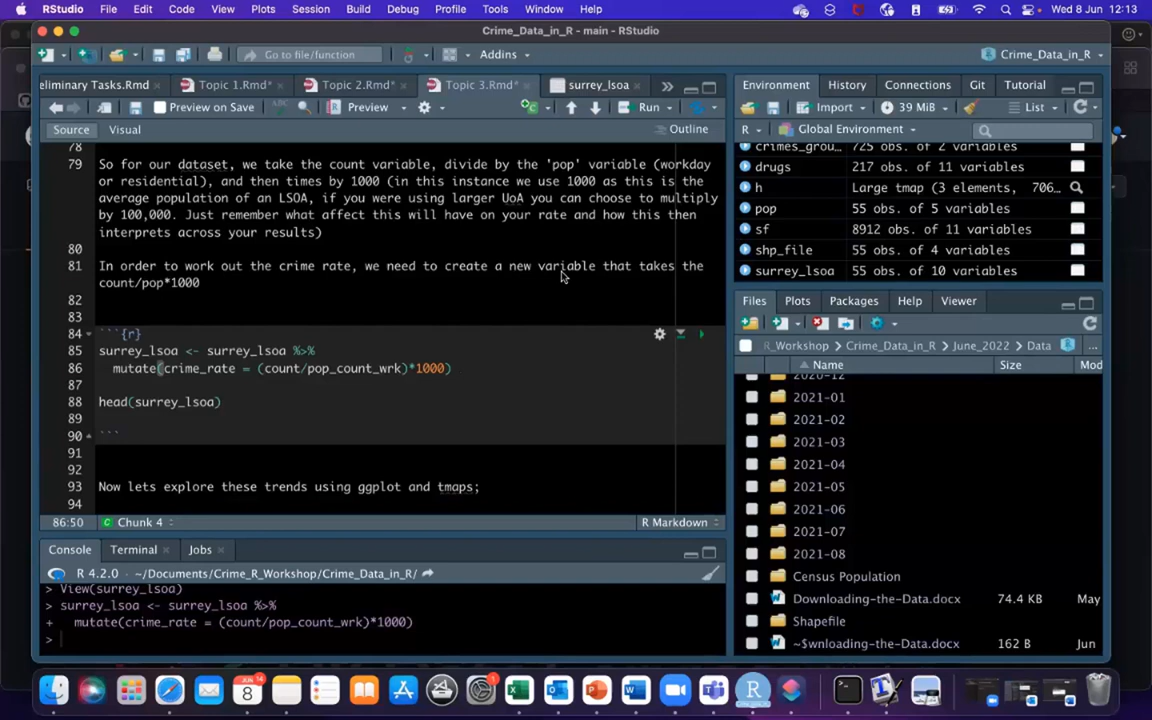 RStudio File Edit Code View Plots Session Build Debug Profile Tools Window Help Wed 8 Jun 12:13
Crime_Data_in_R - main - RStudio
Go to file/function Addins Crime_Data_in_R
eliminary Tasks.Rmd Topic 1.Rmd* Topic 2.Rmd* Topic 3.Rmd* surrey_lsoa
Preview on Save Preview Run
Source Visual Outline
78
79 So for our dataset, we take the count variable, divide by the 'pop' variable (workday
or residential), and then times by 1000 (in this instance we use 1000 as this is the
average population of an LSOA, if you were using larger UoA you can choose to multiply
by 100,000. Just remember what affect this will have on your rate and how this then
interprets across your results)
80
81 In order to work out the crime rate, we need to create a new variable that takes the
count/pop*1000
82
83
84 ```{r}
85 surrey_lsoa <- surrey_lsoa %>%
86 mutate(crime_rate = (count/pop_count_wrk)*1000)
87
88 head(surrey_lsoa)
89
90 ```
91
92
93 Now lets explore these trends using ggplot and tmaps;
94
86:50 Chunk 4 R Markdown
Console Terminal Jobs
R 4.2.0 · ~/Documents/Crime_R_Workshop/Crime_Data_in_R/
> View(surrey_lsoa)
> surrey_lsoa <- surrey_lsoa %>%
+ mutate(crime_rate = (count/pop_count_wrk)*1000)
>
Environment History Connections Git Tutorial
Import 39 MiB List
R Global Environment
crimes_grou… 725 obs. of 2 variables
drugs 217 obs. of 11 variables
h Large tmap (3 elements, 706…
pop 55 obs. of 5 variables
sf 8912 obs. of 11 variables
shp_file 55 obs. of 4 variables
surrey_lsoa 55 obs. of 10 variables
Files Plots Packages Help Viewer
R_Workshop > Crime_Data_in_R > June_2022 > Data ...
Name Size Mod
2020-12
2021-01
2021-02
2021-03
2021-04
2021-05
2021-06
2021-07
2021-08
Census Population
Downloading-the-Data.docx 74.4 KB May
Shapefile
~$wnloading-the-Data.docx 162 B Jun